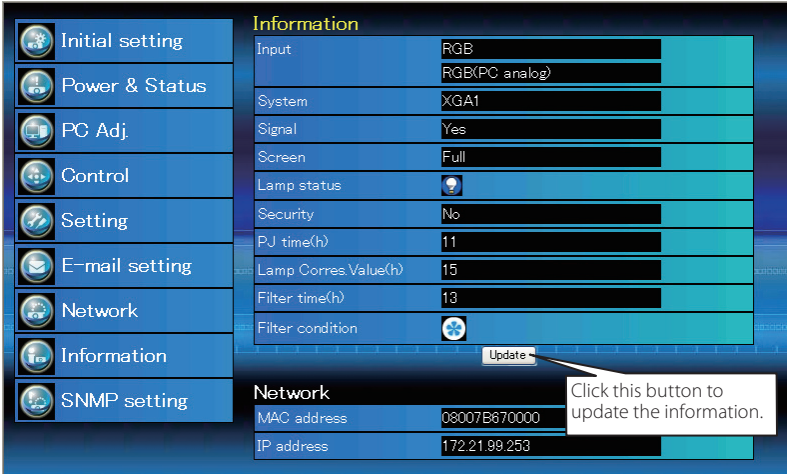 Initial setting
Power & Status
PC Adj.
Control
Setting
E-mail setting
Network
Information
SNMP setting
Information
Input RGB
RGB(PC analog)
System XGA1
Signal Yes
Screen Full
Lamp status
Security No
PJ time(h) 11
Lamp Corres.Value(h) 15
Filter time(h) 13
Filter condition
Update
Click this button to
update the information.
Network
MAC address 08007B670000
IP address 172.21.99.253